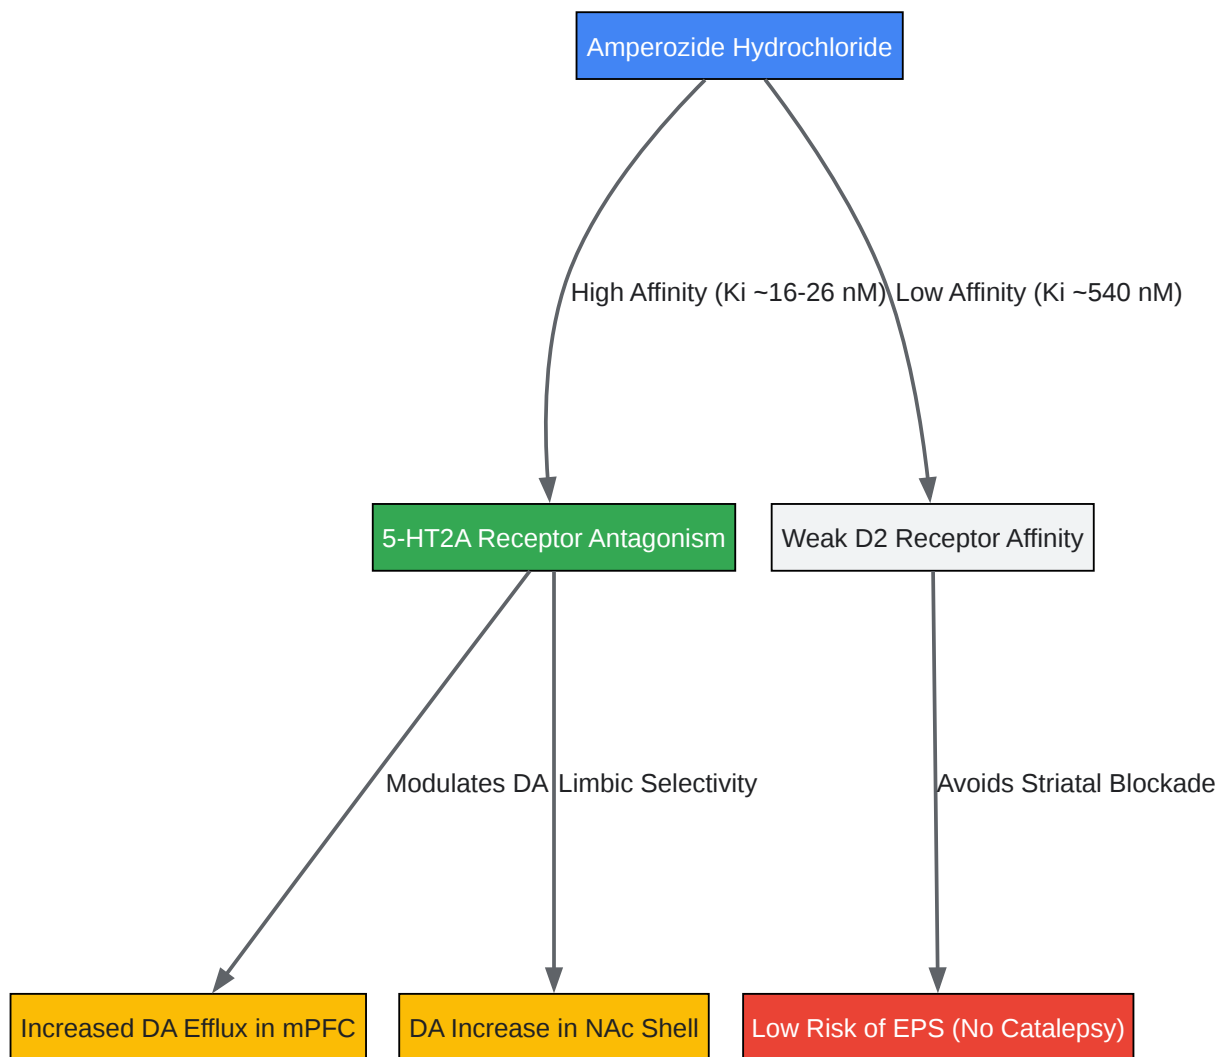 Amperozide Hydrochloride
High Affinity (Ki ~16-26 nM)
Low Affinity (Ki ~540 nM)
5-HT2A Receptor Antagonism
Weak D2 Receptor Affinity
Modulates DA
Limbic Selectivity
Avoids Striatal Blockade
Increased DA Efflux in mPFC
DA Increase in NAc Shell
Low Risk of EPS (No Catalepsy)